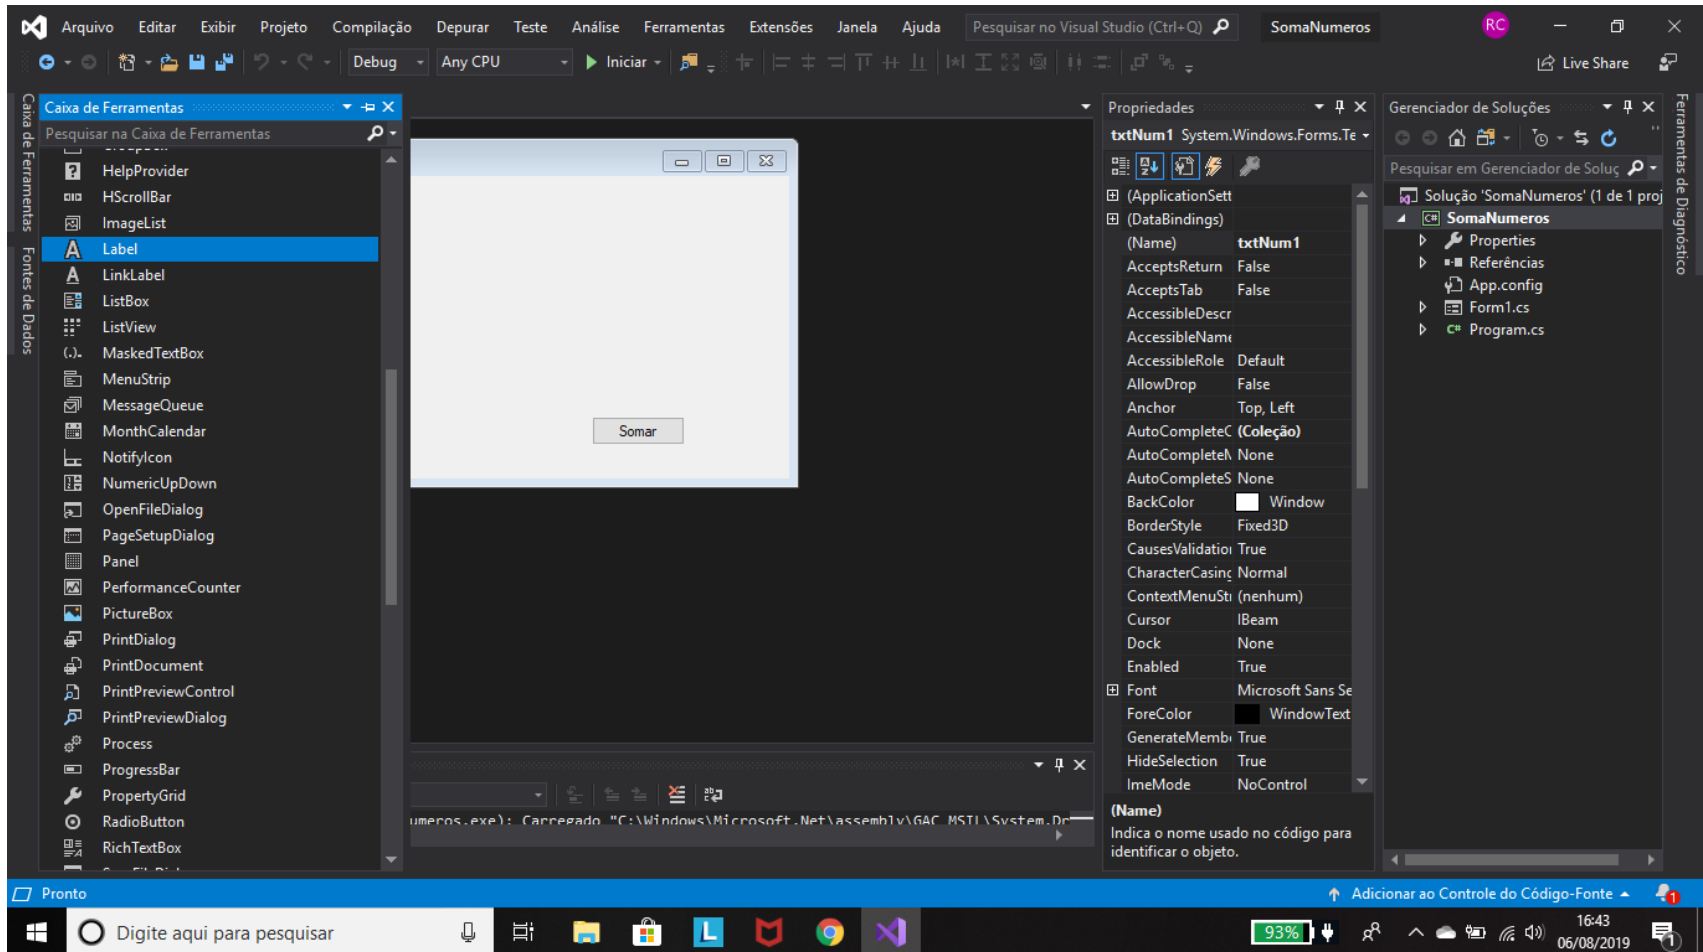 Arquivo Editar Exibir Projeto Compilação Depurar Teste Análise Ferramentas Extensões Janela Ajuda Pesquisar no Visual Studio (Ctrl+Q) SomaNumeros RC
Debug Any CPU Iniciar Live Share
Caixa de Ferramentas
Fontes de Dados
Caixa de Ferramentas
Pesquisar na Caixa de Ferramentas
HelpProvider
HScrollBar
ImageList
Label
LinkLabel
ListBox
ListView
MaskedTextBox
MenuStrip
MessageQueue
MonthCalendar
NotifyIcon
NumericUpDown
OpenFileDialog
PageSetupDialog
Panel
PerformanceCounter
PictureBox
PrintDialog
PrintDocument
PrintPreviewControl
PrintPreviewDialog
Process
ProgressBar
PropertyGrid
RadioButton
RichTextBox
Somar
umeros.exe): Carregado "C:\Windows\Microsoft.Net\assembly\GAC_MSIL\System.Dr
Propriedades
txtNum1 System.Windows.Forms.Te
(ApplicationSett
(DataBindings)
(Name) txtNum1
AcceptsReturn False
AcceptsTab False
AccessibleDescr
AccessibleName
AccessibleRole Default
AllowDrop False
Anchor Top, Left
AutoCompleteC (Coleção)
AutoCompleteM None
AutoCompleteS None
BackColor Window
BorderStyle Fixed3D
CausesValidation True
CharacterCasing Normal
ContextMenuStr (nenhum)
Cursor IBeam
Dock None
Enabled True
Font Microsoft Sans Se
ForeColor WindowText
GenerateMembe True
HideSelection True
ImeMode NoControl
(Name)
Indica o nome usado no código para
identificar o objeto.
Gerenciador de Soluções
Pesquisar em Gerenciador de Soluç
Solução 'SomaNumeros' (1 de 1 proj
C# SomaNumeros
Properties
Referências
App.config
Form1.cs
C# Program.cs
Ferramentas de Diagnóstico
Pronto Adicionar ao Controle do Código-Fonte 1
Digite aqui para pesquisar L 93% 16:43
06/08/2019 1